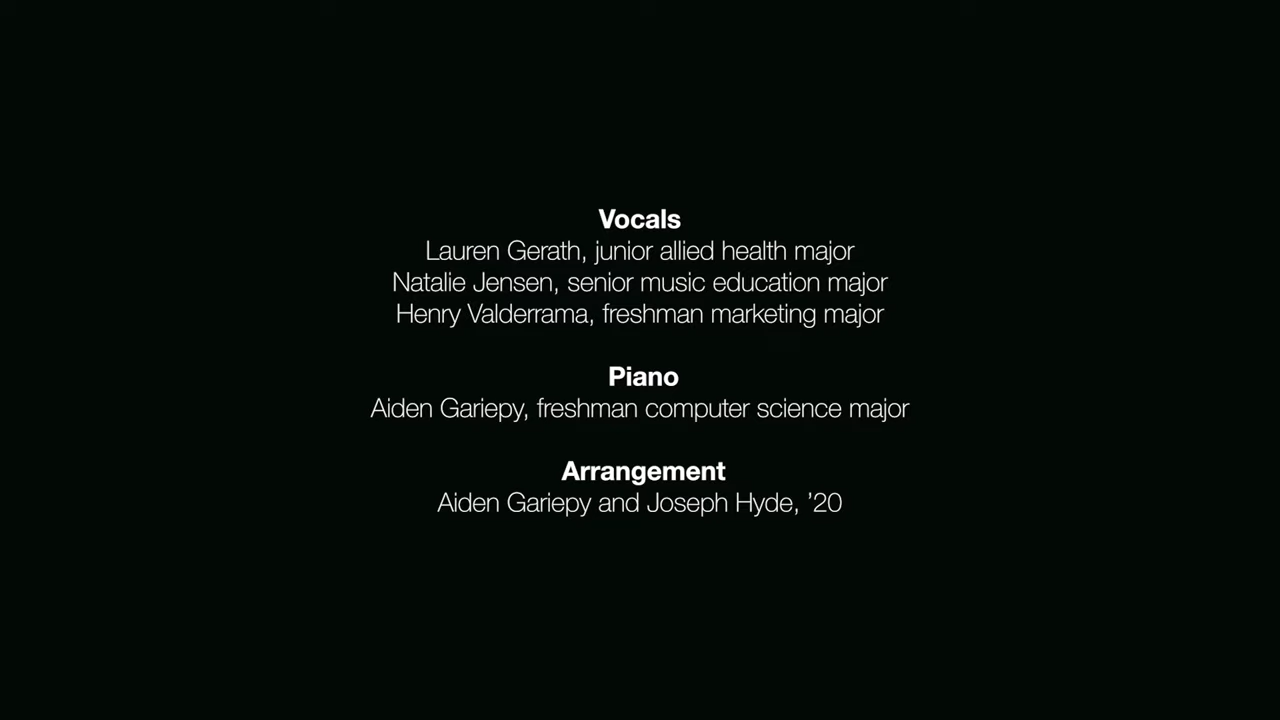 Vocals
Lauren Gerath, junior allied health major
Natalie Jensen, senior music education major
Henry Valderrama, freshman marketing major
Piano
Aiden Gariepy, freshman computer science major
Arrangement
Aiden Gariepy and Joseph Hyde, ’20